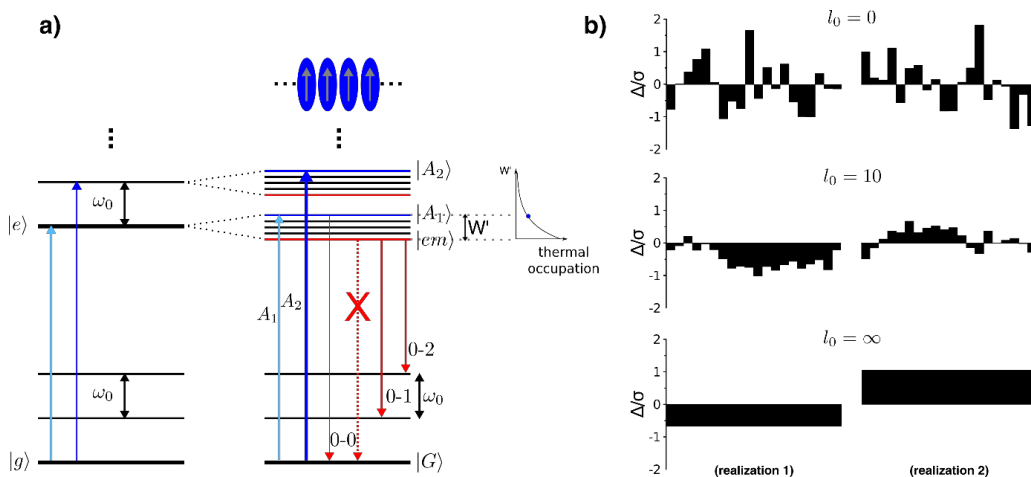 a)
|e⟩
ω₀
ω₀
|g⟩
|A₂⟩
|A₁⟩
W'
|em⟩
A₁
A₂
X
0-2
0-1
ω₀
0-0
|G⟩
W'
thermal
occupation
b)
l₀ = 0
Δ/σ
2
1
0
-1
-2
l₀ = 10
Δ/σ
2
1
0
-1
-2
l₀ = ∞
Δ/σ
2
1
0
-1
-2
(realization 1)
(realization 2)